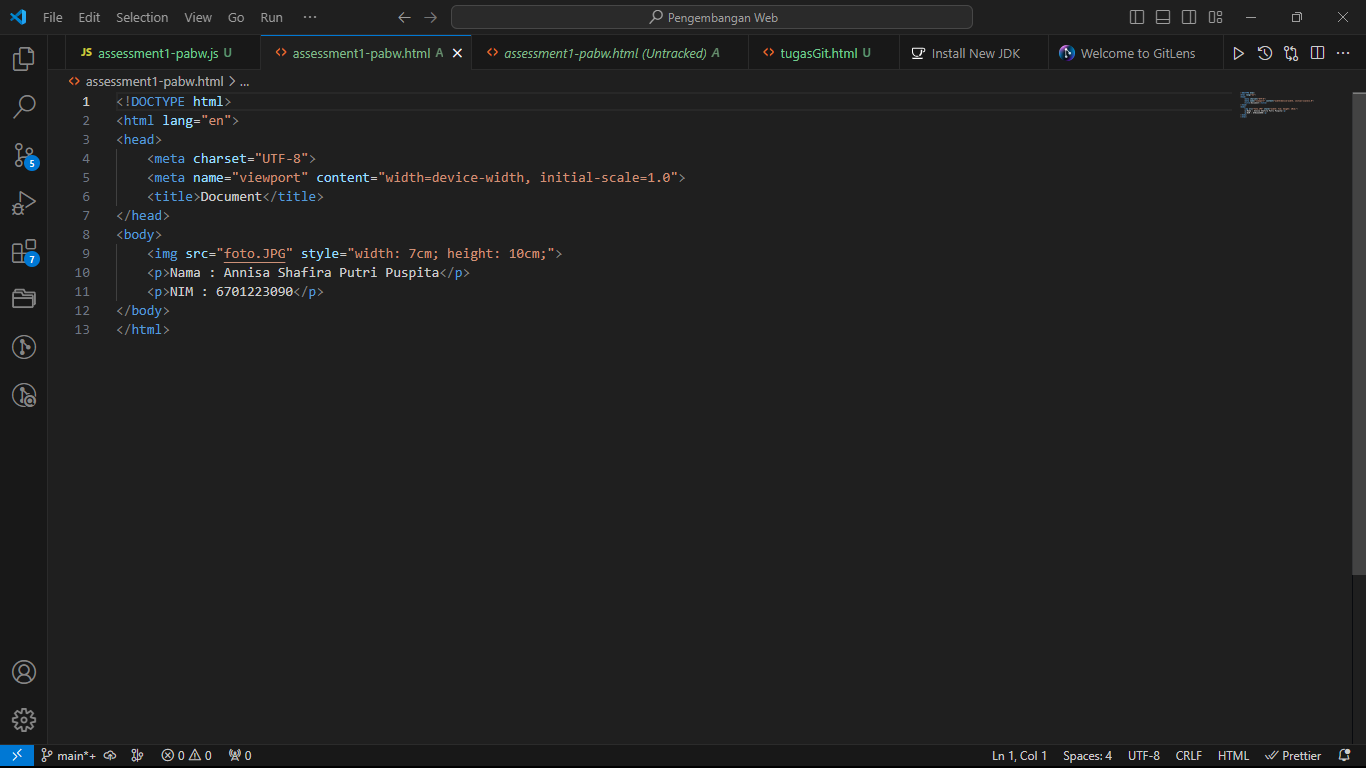 File Edit Selection View Go Run ··· Pengembangan Web
JS assessment1-pabw.js U <> assessment1-pabw.html A <> assessment1-pabw.html (Untracked) A <> tugasGit.html U Install New JDK Welcome to GitLens
<> assessment1-pabw.html > ...
1 <!DOCTYPE html>
2 <html lang="en">
3 <head>
4 <meta charset="UTF-8">
5 <meta name="viewport" content="width=device-width, initial-scale=1.0">
6 <title>Document</title>
7 </head>
8 <body>
9 <img src="foto.JPG" style="width: 7cm; height: 10cm;">
10 <p>Nama : Annisa Shafira Putri Puspita</p>
11 <p>NIM : 6701223090</p>
12 </body>
13 </html>
5
7
main*+ 0 0 0 Ln 1, Col 1 Spaces: 4 UTF-8 CRLF HTML Prettier